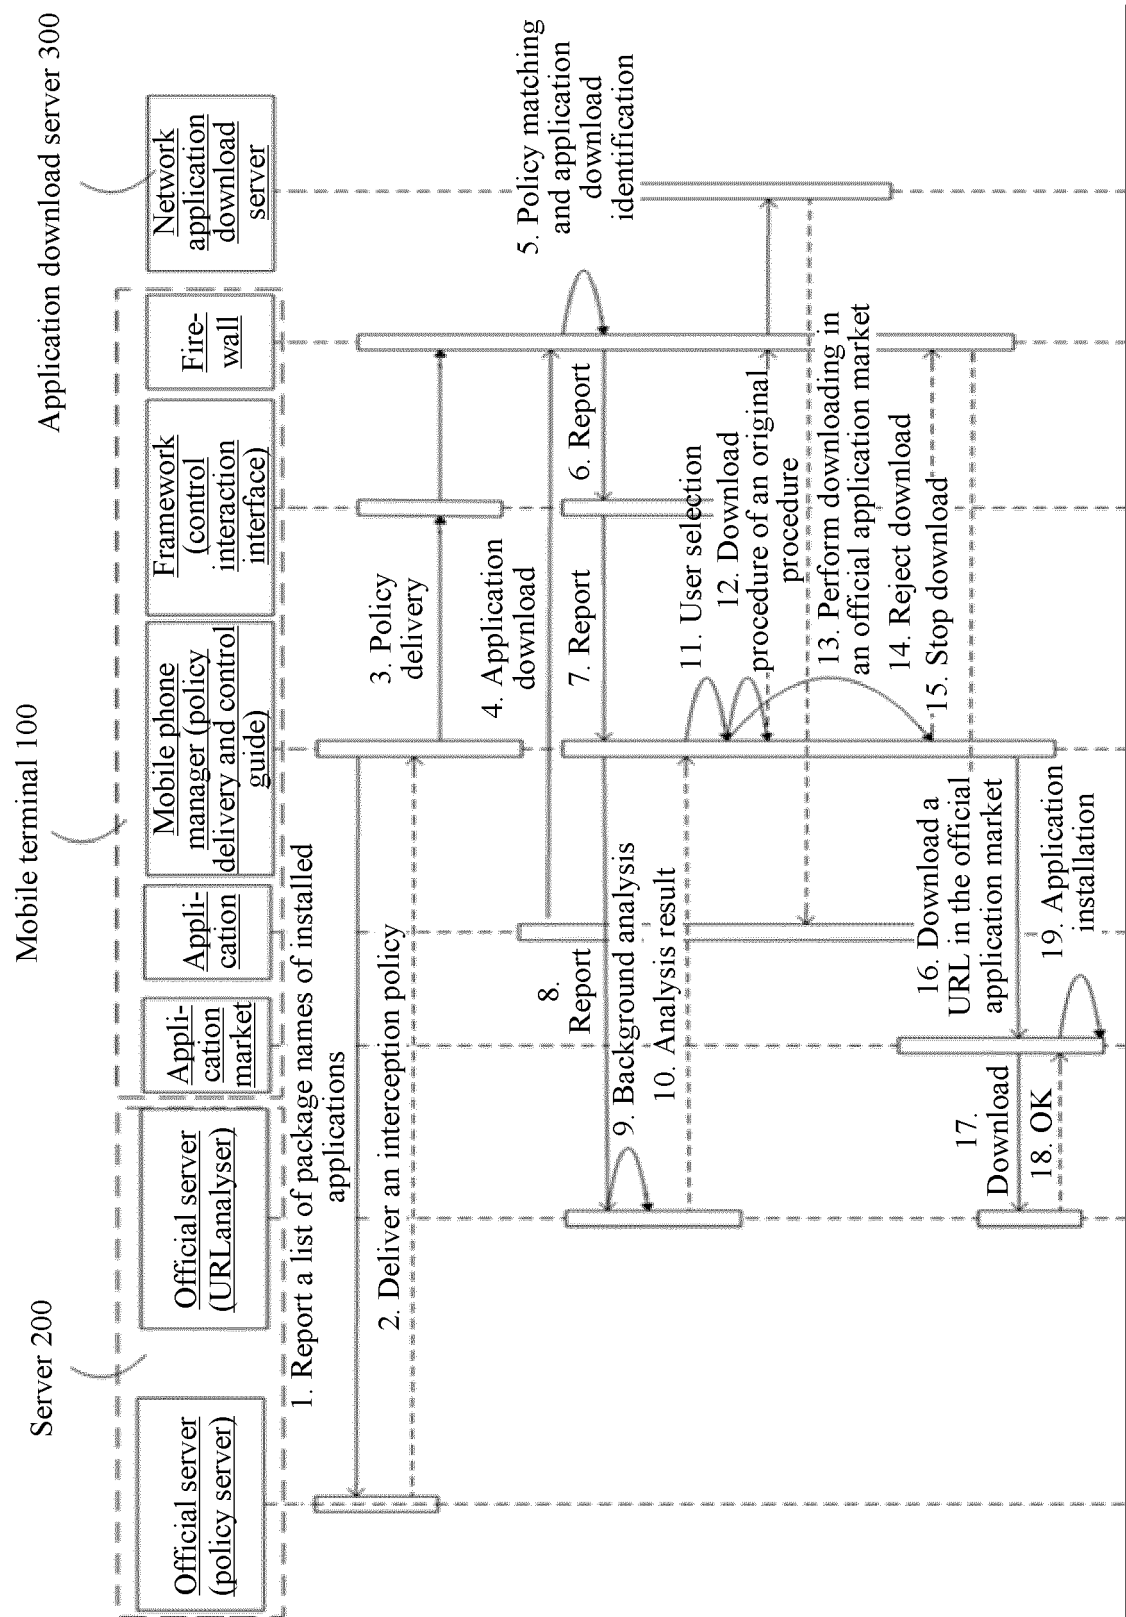 Server 200
Mobile terminal 100
Application download server 300
Official server
(policy server)
Official server
(URLanalyser)
Appli-
cation
market
Appli-
cation
Mobile phone
manager (policy
delivery and control
guide)
Framework
(control
interaction
interface)
Fire-
wall
Network
application
download
server
1. Report a list of package names of installed
applications
2. Deliver an interception policy
3. Policy
delivery
4. Application
download
5. Policy matching
and application
download
identification
6. Report
7. Report
8.
Report
9. Background analysis
10. Analysis result
11. User selection
12. Download
procedure of an original
procedure
13. Perform downloading in
an official application market
14. Reject download
15. Stop download
16. Download a
URL in the official
application market
17.
Download
18. OK
19. Application
installation